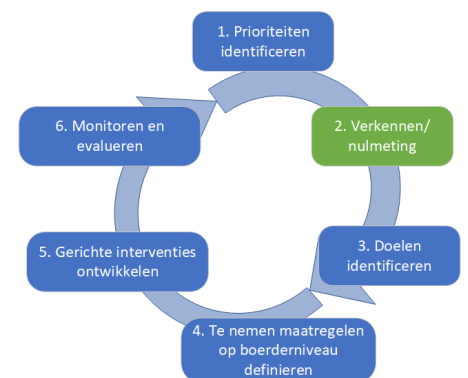 1. Prioriteiten
identificeren
2. Verkennen/
nulmeting
3. Doelen
identificeren
4. Te nemen maatregelen
op boerderniveau
definieren
5. Gerichte interventies
ontwikkelen
6. Monitoren en
evalueren